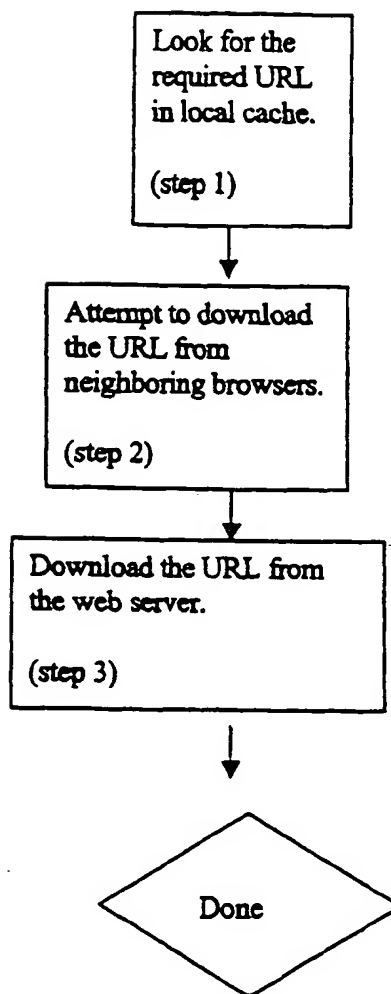 Look for the
required URL
in local cache.
(step 1)
Attempt to download
the URL from
neighboring browsers.
(step 2)
Download the URL from
the web server.
(step 3)
Done